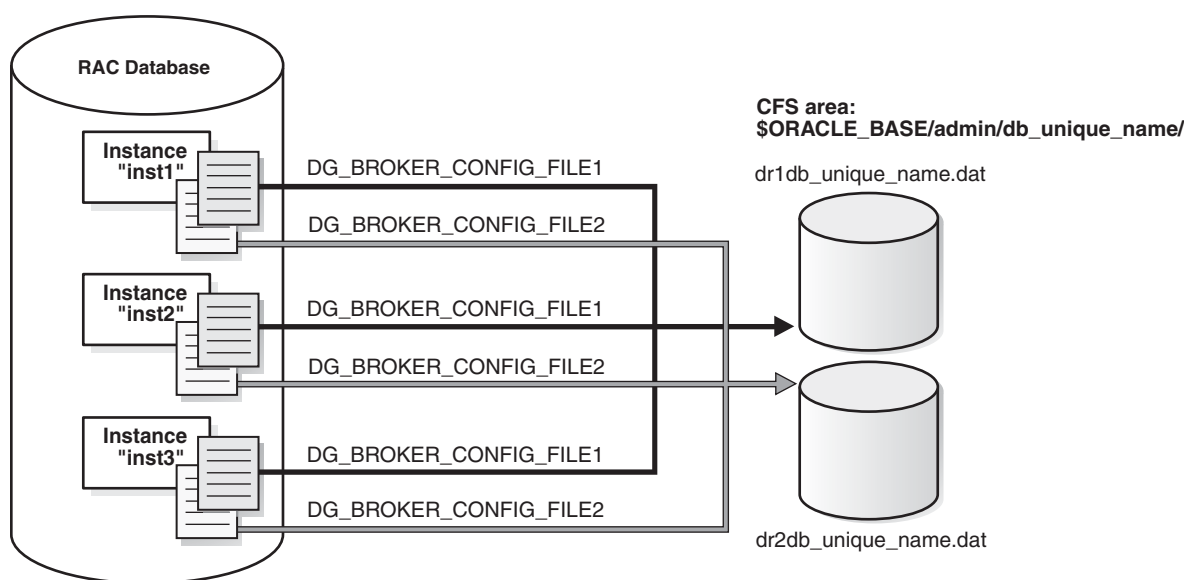 RAC Database
CFS area:
$ORACLE_BASE/admin/db_unique_name/
Instance
"inst1"
DG_BROKER_CONFIG_FILE1
dr1db_unique_name.dat
DG_BROKER_CONFIG_FILE2
Instance
"inst2"
DG_BROKER_CONFIG_FILE1
DG_BROKER_CONFIG_FILE2
Instance
"inst3"
DG_BROKER_CONFIG_FILE1
DG_BROKER_CONFIG_FILE2
dr2db_unique_name.dat